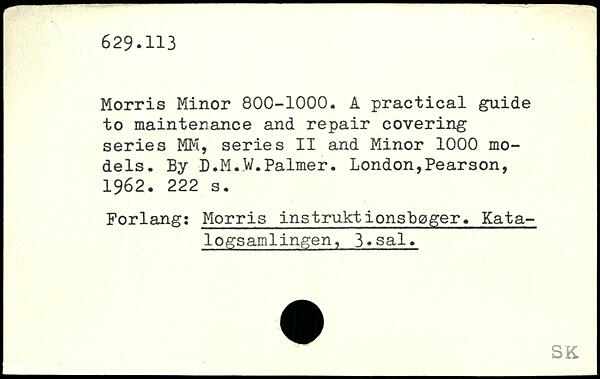 629.113
Morris Minor 800-1000. A practical guide
to maintenance and repair covering
series MM, series II and Minor 1000 mo-
dels. By D.M.W.Palmer. London,Pearson,
1962. 222 s.
Forlang: Morris instruktionsbøger. Kata-
logsamlingen, 3.sal.
SK